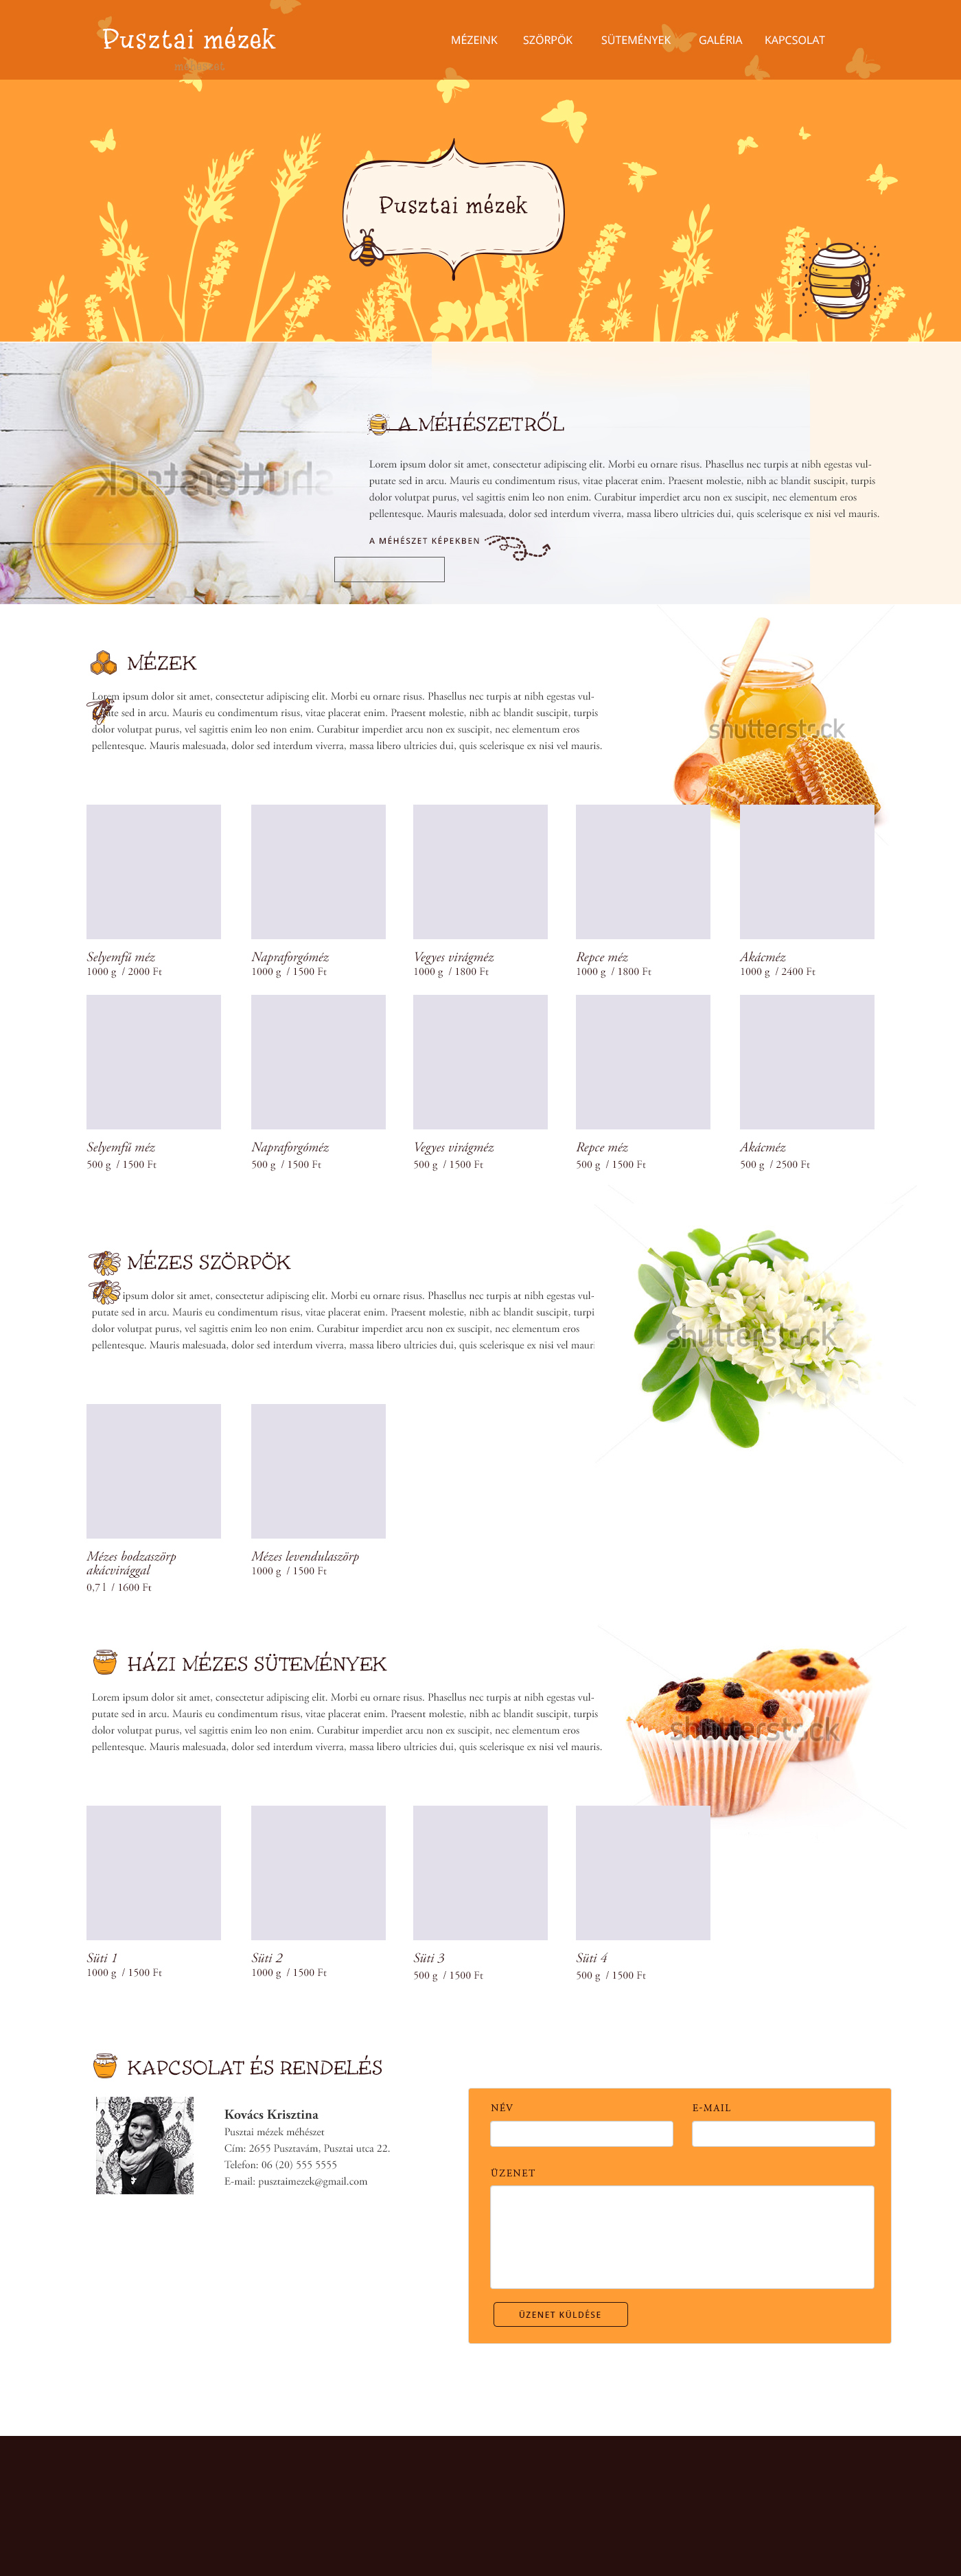 Pusztai mézek
méhészet
MÉZEINK SZÖRPÖK SÜTEMÉNYEK GALÉRIA KAPCSOLAT
Pusztai mézek
A MÉHÉSZETRŐL
shutterstock
Lorem ipsum dolor sit amet, consectetur adipiscing elit. Morbi eu ornare risus. Phasellus nec turpis at nibh egestas vul-
putate sed in arcu. Mauris eu condimentum risus, vitae placerat enim. Praesent molestie, nibh ac blandit suscipit, turpis
dolor volutpat purus, vel sagittis enim leo non enim. Curabitur imperdiet arcu non ex suscipit, nec elementum eros
pellentesque. Mauris malesuada, dolor sed interdum viverra, massa libero ultricies dui, quis scelerisque ex nisi vel mauris.
A MÉHÉSZET KÉPEKBEN
MÉZEK
Lorem ipsum dolor sit amet, consectetur adipiscing elit. Morbi eu ornare risus. Phasellus nec turpis at nibh egestas vul-
putate sed in arcu. Mauris eu condimentum risus, vitae placerat enim. Praesent molestie, nibh ac blandit suscipit, turpis
dolor volutpat purus, vel sagittis enim leo non enim. Curabitur imperdiet arcu non ex suscipit, nec elementum eros
pellentesque. Mauris malesuada, dolor sed interdum viverra, massa libero ultricies dui, quis scelerisque ex nisi vel mauris.
shutterstock
Selyemfű méz Napraforgóméz Vegyes virágméz Repce méz Akácméz
1000 g / 2000 Ft 1000 g / 1500 Ft 1000 g / 1800 Ft 1000 g / 1800 Ft 1000 g / 2400 Ft
Selyemfű méz Napraforgóméz Vegyes virágméz Repce méz Akácméz
500 g / 1500 Ft 500 g / 1500 Ft 500 g / 1500 Ft 500 g / 1500 Ft 500 g / 2500 Ft
MÉZES SZÖRPÖK
ipsum dolor sit amet, consectetur adipiscing elit. Morbi eu ornare risus. Phasellus nec turpis at nibh egestas vul-
putate sed in arcu. Mauris eu condimentum risus, vitae placerat enim. Praesent molestie, nibh ac blandit suscipit, turpi
dolor volutpat purus, vel sagittis enim leo non enim. Curabitur imperdiet arcu non ex suscipit, nec elementum eros
pellentesque. Mauris malesuada, dolor sed interdum viverra, massa libero ultricies dui, quis scelerisque ex nisi vel maur
shutterstock
Mézes bodzaszörp Mézes levendulaszörp
akácvirággal 1000 g / 1500 Ft
0,7 l / 1600 Ft
HÁZI MÉZES SÜTEMÉNYEK
Lorem ipsum dolor sit amet, consectetur adipiscing elit. Morbi eu ornare risus. Phasellus nec turpis at nibh egestas vul-
putate sed in arcu. Mauris eu condimentum risus, vitae placerat enim. Praesent molestie, nibh ac blandit suscipit, turpis
dolor volutpat purus, vel sagittis enim leo non enim. Curabitur imperdiet arcu non ex suscipit, nec elementum eros
pellentesque. Mauris malesuada, dolor sed interdum viverra, massa libero ultricies dui, quis scelerisque ex nisi vel mauris.
shutterstock
Süti 1 Süti 2 Süti 3 Süti 4
1000 g / 1500 Ft 1000 g / 1500 Ft 500 g / 1500 Ft 500 g / 1500 Ft
KAPCSOLAT ÉS RENDELÉS
Kovács Krisztina
Pusztai mézek méhészet
Cím: 2655 Pusztavám, Pusztai utca 22.
Telefon: 06 (20) 555 5555
E-mail: pusztaimezek@gmail.com
NÉV E-MAIL
ÜZENET
ÜZENET KÜLDÉSE